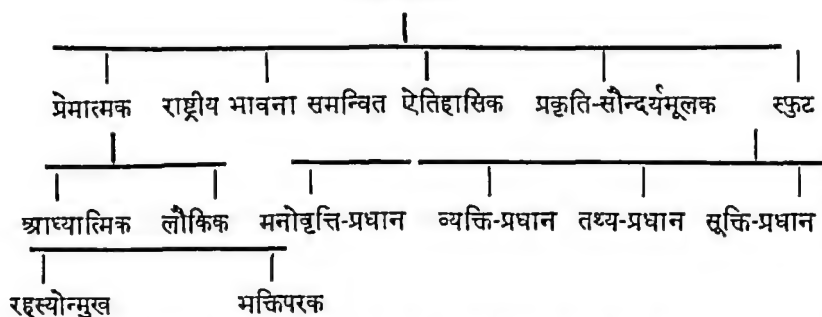 प्रेमात्मक राष्ट्रीय भावना समन्वित ऐतिहासिक प्रकृति-सौन्दर्यमूलक स्फुट
आध्यात्मिक लौकिक मनोवृत्ति-प्रधान व्यक्ति-प्रधान तथ्य-प्रधान सूक्ति-प्रधान
रहस्योन्मुख भक्तिपरक